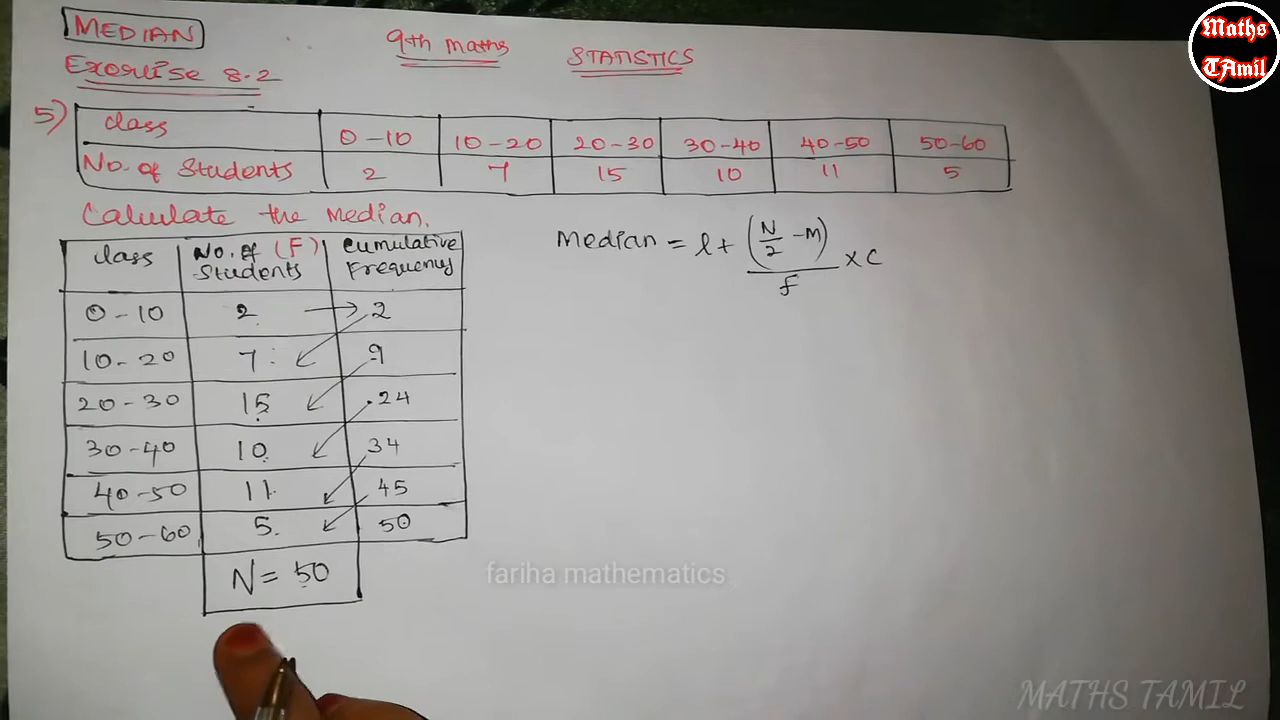 MEDIAN
9th maths STATISTICS
Maths
TAmil
Exercise 8.2
5) class 0-10 10-20 20-30 30-40 40-50 50-60
No. of Students 2 7 15 10 11 5
Calculate the Median.
class No. of (F) Students Cumulative Frequency
Median = l + (N/2 - m)/f × c
0-10 2 2
10-20 7 9
20-30 15 24
30-40 10 34
40-50 11 45
50-60 5 50
N = 50
fariha mathematics
MATHS TAMIL